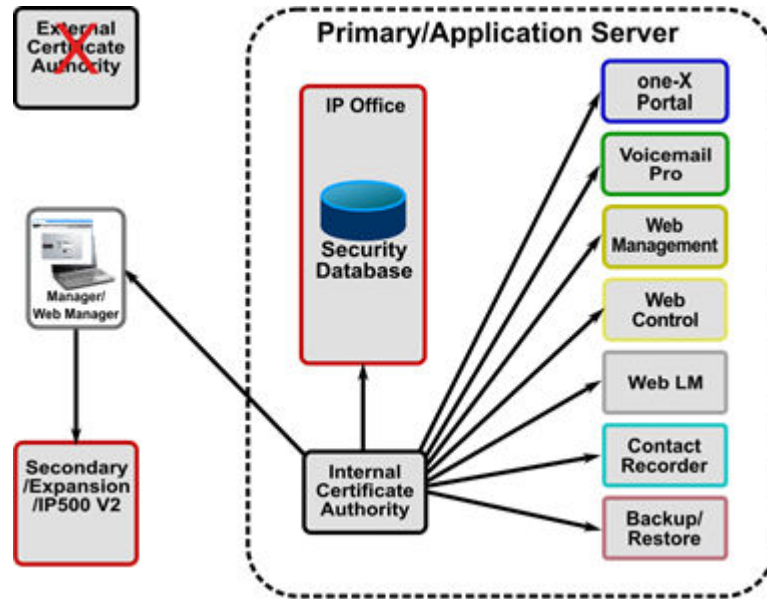 External
Certificate
Authority
Primary/Application Server
IP Office
Security
Database
one-X
Portal
Voicemail
Pro
Web
Management
Web
Control
Web LM
Contact
Recorder
Backup/
Restore
Manager/
Web Manager
Secondary
/Expansion
/IP500 V2
Internal
Certificate
Authority